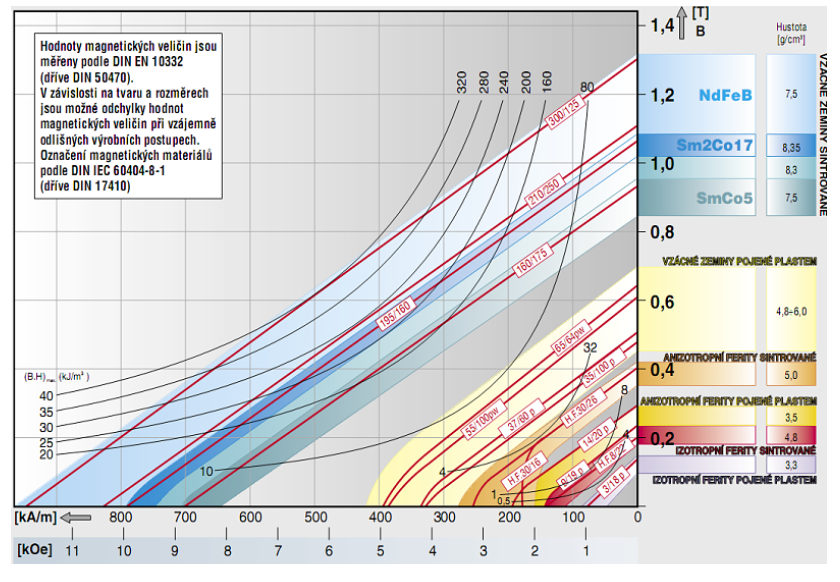 Hodnoty magnetických veličin jsou
měřeny podle DIN EN 10332
(dříve DIN 50470).
V závislosti na tvaru a rozměrech
jsou možné odchylky hodnot
magnetických veličin při vzájemně
odlišných výrobních postupech.
Označení magnetických materiálů
podle DIN IEC 60404-8-1
(dříve DIN 17410)
320 280 240 200 160 80
1,4 [T]
B
Hustota
[g/cm³]
1,2
1,0
0,8
0,6
0,4
0,2
NdFeB 7,5
Sm2Co17 8,35
8,3
SmCo5 7,5
VZÁCNÉ ZEMINY SINTROVANÉ
VZÁCNÉ ZEMINY POJENÉ PLASTEM
4,8–6,0
ANIZOTROPNÍ FERITY SINTROVANÉ
5,0
ANIZOTROPNÍ FERITY POJENÉ PLASTEM
3,5
4,8
IZOTROPNÍ FERITY SINTROVANÉ
3,3
IZOTROPNÍ FERITY POJENÉ PLASTEM
300/125
210/250
160/175
195/160
65/64pw
55/100pw
35/100 p
37/60 p
H.F.30/26
H.F.30/16
14/20 p
9/19 p
H.F.8/22
3/18 p
(B.H)max. (kJ/m³)
40
35
30
25
20
10
4
1
0,5
32
8
4
[kA/m] 800 700 600 500 400 300 200 100 0
[kOe] 11 10 9 8 7 6 5 4 3 2 1